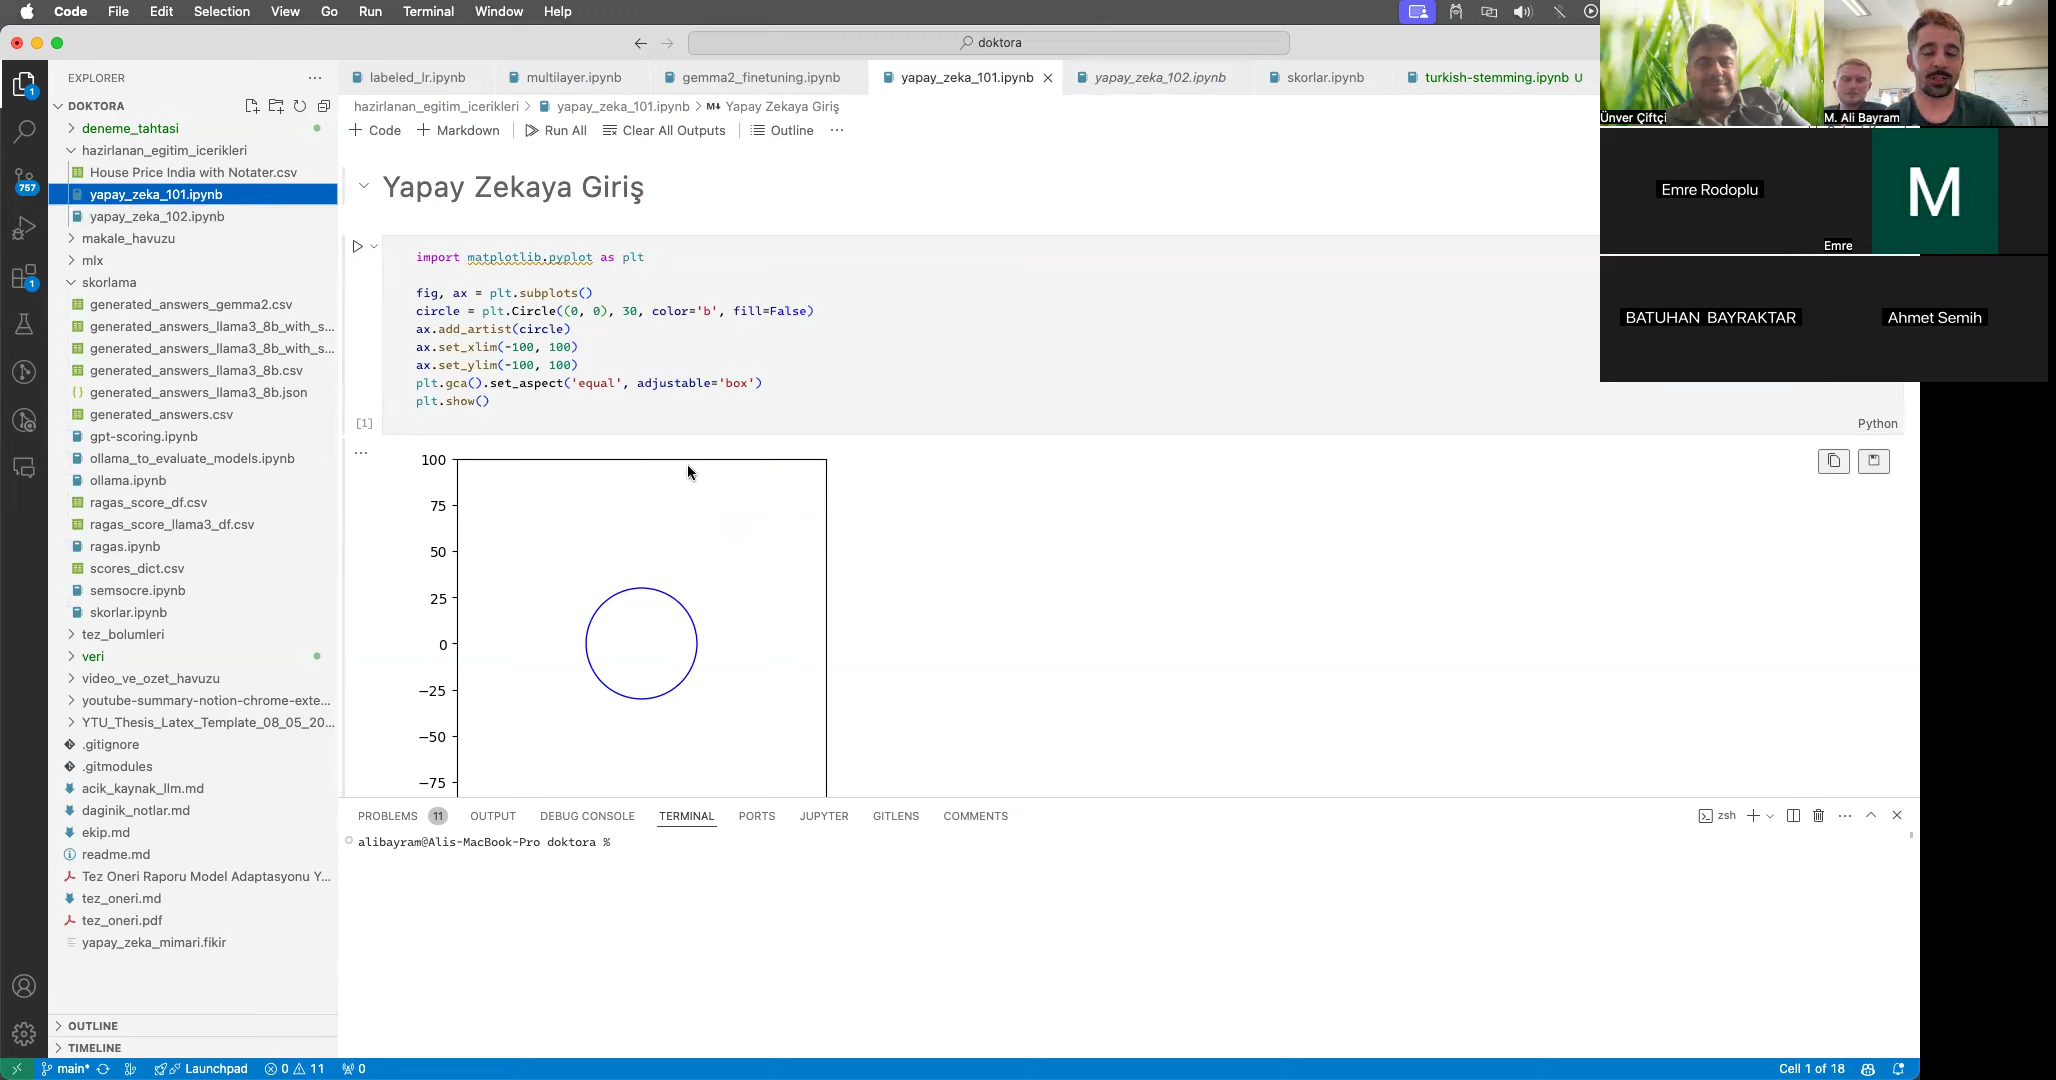 Code File Edit Selection View Go Run Terminal Window Help
doktora
EXPLORER
DOKTORA
deneme_tahtasi
hazirlanan_egitim_icerikleri
House Price India with Notater.csv
yapay_zeka_101.ipynb
yapay_zeka_102.ipynb
makale_havuzu
mlx
skorlama
generated_answers_gemma2.csv
generated_answers_llama3_8b_with_s...
generated_answers_llama3_8b_with_s...
generated_answers_llama3_8b.csv
generated_answers_llama3_8b.json
generated_answers.csv
gpt-scoring.ipynb
ollama_to_evaluate_models.ipynb
ollama.ipynb
ragas_score_df.csv
ragas_score_llama3_df.csv
ragas.ipynb
scores_dict.csv
semsocre.ipynb
skorlar.ipynb
tez_bolumleri
veri
video_ve_ozet_havuzu
youtube-summary-notion-chrome-exte...
YTU_Thesis_Latex_Template_08_05_20...
.gitignore
.gitmodules
acik_kaynak_llm.md
daginik_notlar.md
ekip.md
readme.md
Tez Oneri Raporu Model Adaptasyonu Y...
tez_oneri.md
tez_oneri.pdf
yapay_zeka_mimari.fikir
OUTLINE
TIMELINE
1
757
1
labeled_lr.ipynb multilayer.ipynb gemma2_finetuning.ipynb yapay_zeka_101.ipynb yapay_zeka_102.ipynb skorlar.ipynb turkish-stemming.ipynb U
hazirlanan_egitim_icerikleri > yapay_zeka_101.ipynb > M↓ Yapay Zekaya Giriş
+ Code + Markdown Run All Clear All Outputs Outline ...
Yapay Zekaya Giriş
import matplotlib.pyplot as plt
fig, ax = plt.subplots()
circle = plt.Circle((0, 0), 30, color='b', fill=False)
ax.add_artist(circle)
ax.set_xlim(-100, 100)
ax.set_ylim(-100, 100)
plt.gca().set_aspect('equal', adjustable='box')
plt.show()
[1]
Python
100
75
50
25
0
−25
−50
−75
PROBLEMS 11 OUTPUT DEBUG CONSOLE TERMINAL PORTS JUPYTER GITLENS COMMENTS
zsh
alibayram@Alis-MacBook-Pro doktora %
main* Launchpad 0 11 0
Cell 1 of 18
Ünver Çiftçi
M. Ali Bayram
Emre Rodoplu
M
Emre
BATUHAN BAYRAKTAR
Ahmet Semih